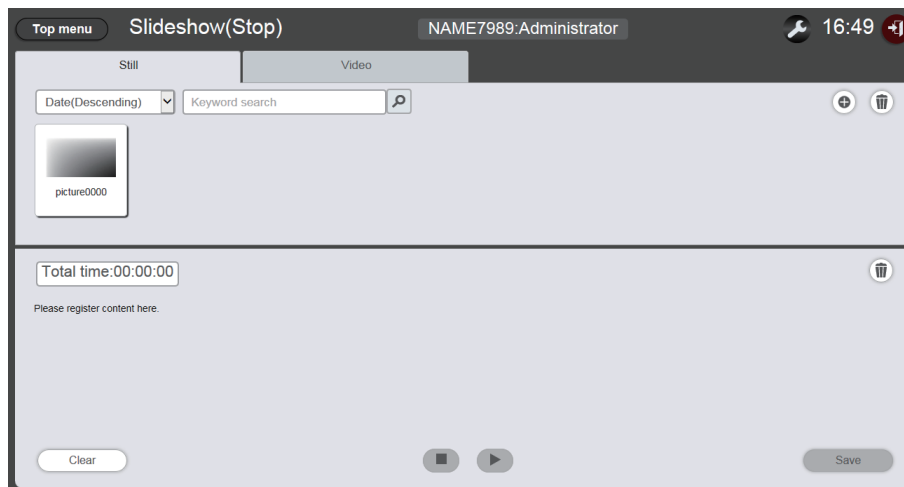 Top menu Slideshow(Stop) NAME7989:Administrator 16:49
Still Video
Date(Descending) Keyword search
picture0000
Total time:00:00:00
Please register content here.
Clear Save